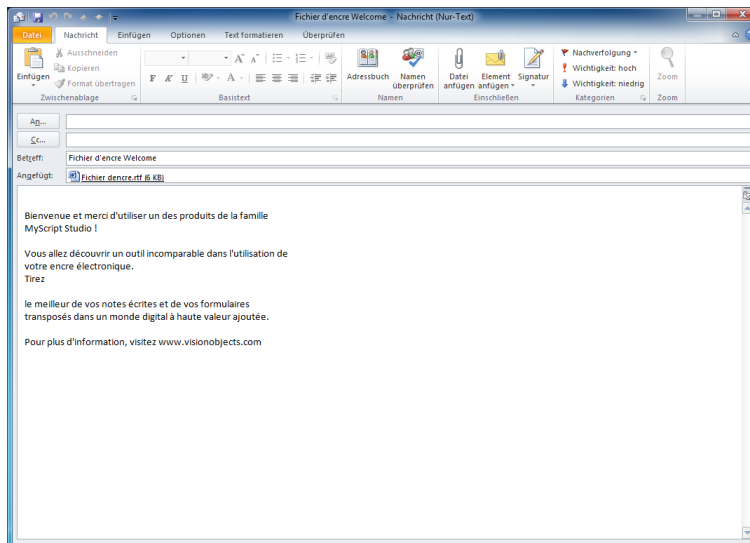 Fichier d'encre Welcome - Nachricht (Nur-Text)
Datei Nachricht Einfügen Optionen Text formatieren Überprüfen
Einfügen
Ausschneiden
Kopieren
Format übertragen
Zwischenablage
F K U
Basistext
Adressbuch
Namen überprüfen
Namen
Datei anfügen
Element anfügen
Signatur
Einschließen
Nachverfolgung
Wichtigkeit: hoch
Wichtigkeit: niedrig
Kategorien
Zoom
Zoom
An...
Cc...
Betreff: Fichier d'encre Welcome
Angefügt: Fichier dencre.rtf (6 KB)
Bienvenue et merci d'utiliser un des produits de la famille
MyScript Studio !
Vous allez découvrir un outil incomparable dans l'utilisation de
votre encre électronique.
Tirez
le meilleur de vos notes écrites et de vos formulaires
transposés dans un monde digital à haute valeur ajoutée.
Pour plus d'information, visitez www.visionobjects.com